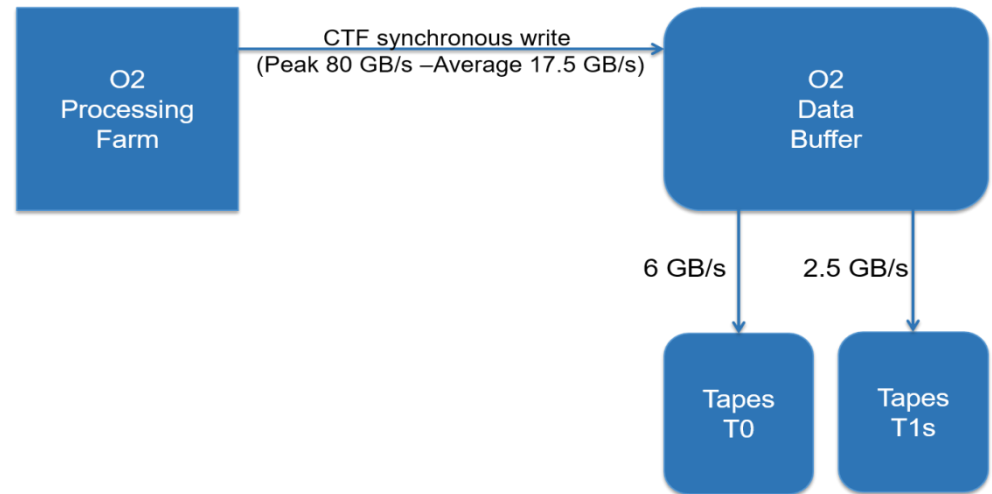 O2
Processing
Farm
CTF synchronous write
(Peak 80 GB/s –Average 17.5 GB/s)
O2
Data
Buffer
6 GB/s
2.5 GB/s
Tapes
T0
Tapes
T1s